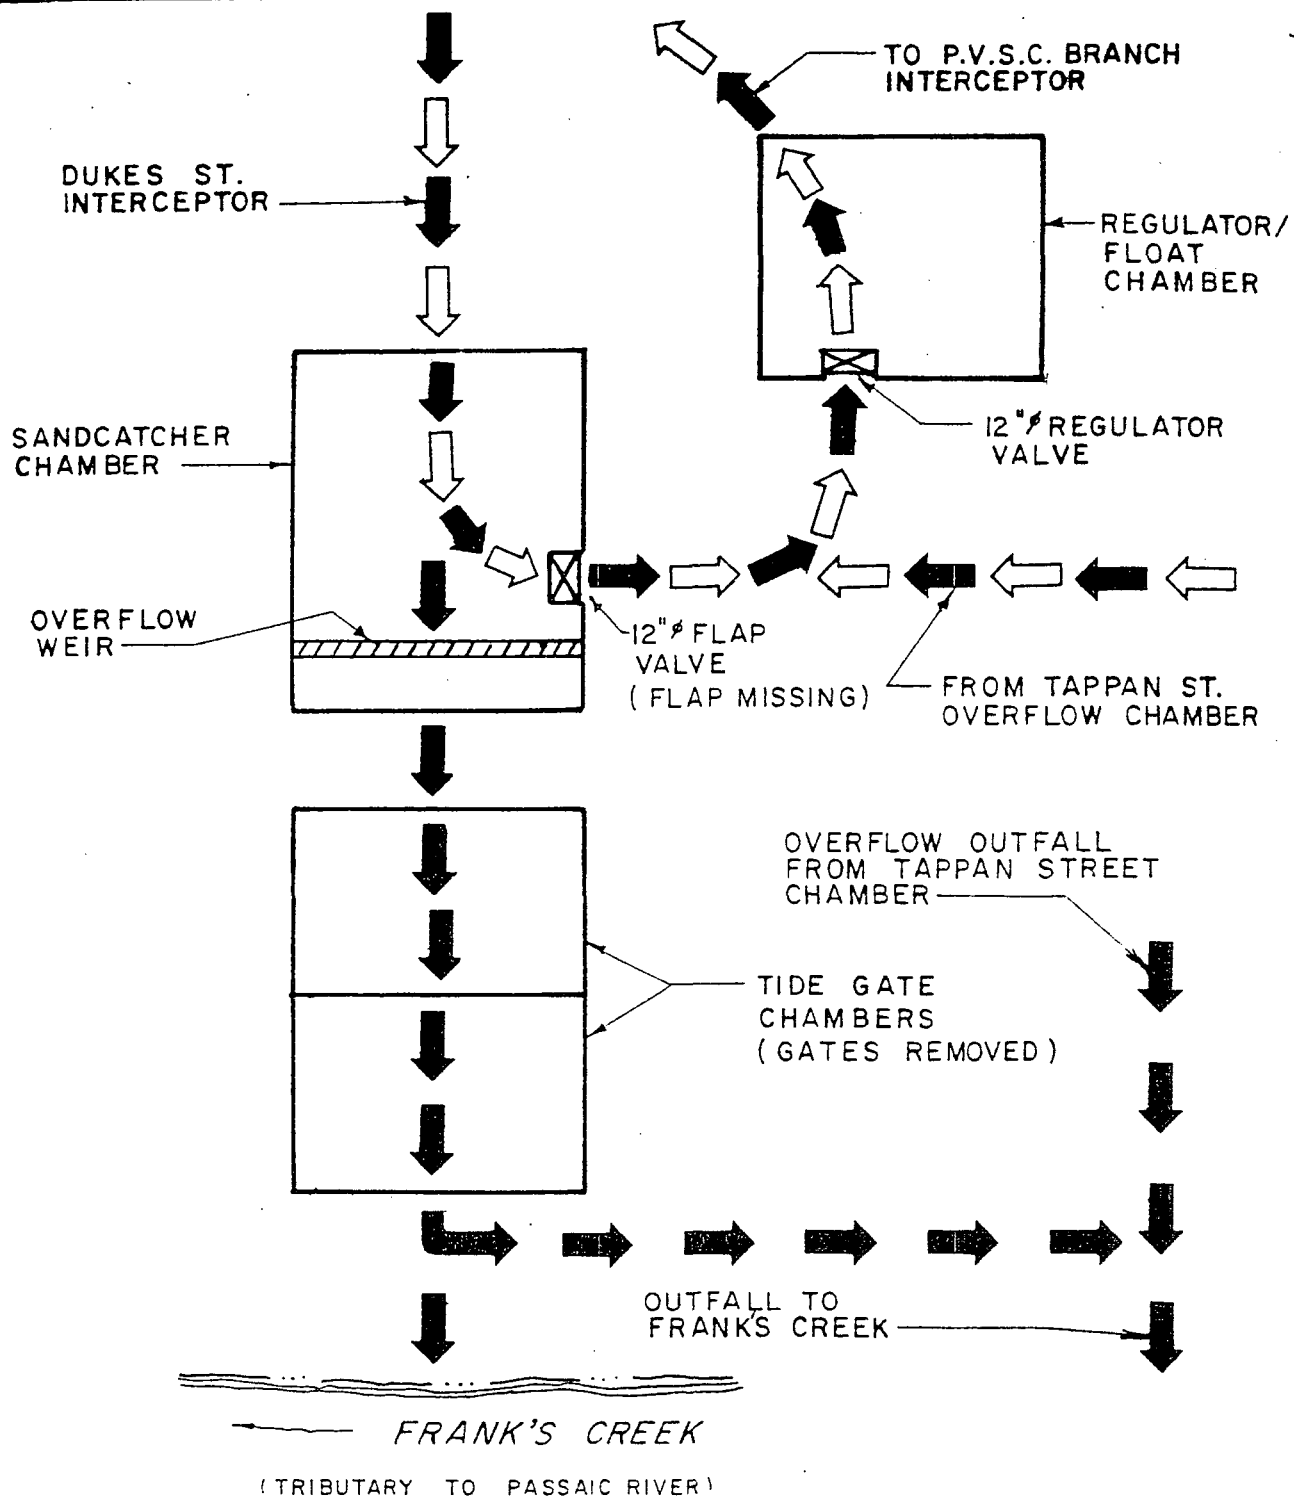 TO P.V.S.C. BRANCH
INTERCEPTOR
DUKES ST.
INTERCEPTOR
REGULATOR/
FLOAT
CHAMBER
SANDCATCHER
CHAMBER
12"ø REGULATOR
VALVE
OVERFLOW
WEIR
12"ø FLAP
VALVE
(FLAP MISSING)
FROM TAPPAN ST.
OVERFLOW CHAMBER
OVERFLOW OUTFALL
FROM TAPPAN STREET
CHAMBER
TIDE GATE
CHAMBERS
(GATES REMOVED)
OUTFALL TO
FRANK'S CREEK
FRANK'S CREEK
(TRIBUTARY TO PASSAIC RIVER)